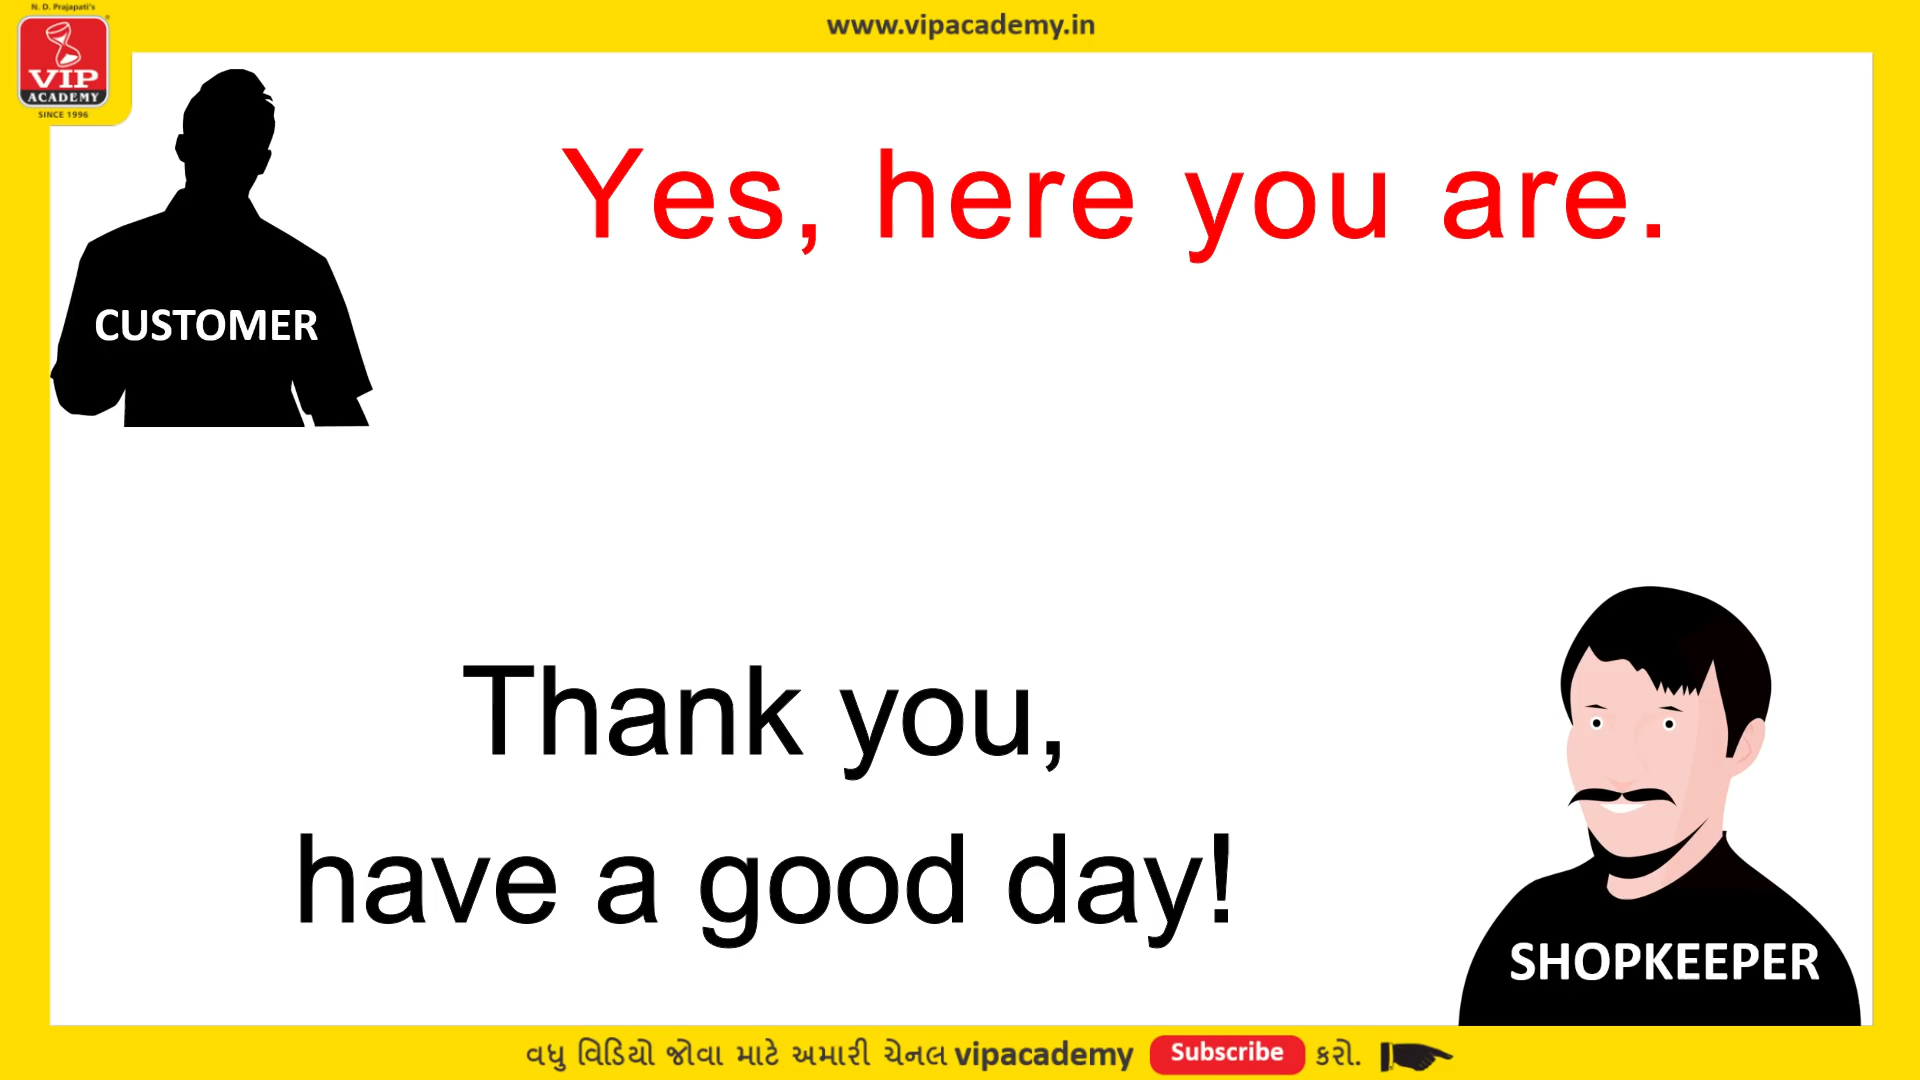 N. D. Prajapati's
VIP
ACADEMY
SINCE 1996
www.vipacademy.in
Yes, here you are.
CUSTOMER
Thank you,
have a good day!
SHOPKEEPER
વધુ વિડિયો જોવા માટે અમારી ચેનલ vipacademy Subscribe કરો.